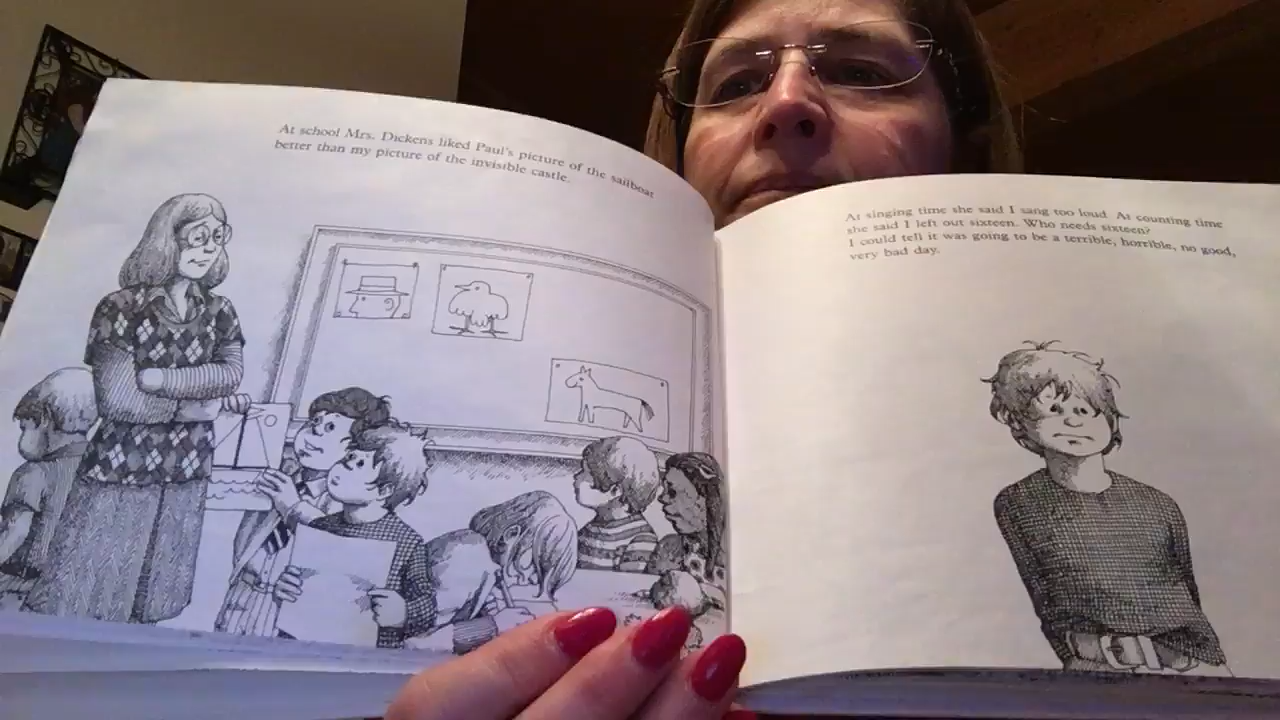 At school Mrs. Dickens liked Paul's picture of the sailboat
better than my picture of the invisible castle.
At singing time she said I sang too loud. At counting time
she said I left out sixteen. Who needs sixteen?
I could tell it was going to be a terrible, horrible, no good,
very bad day.